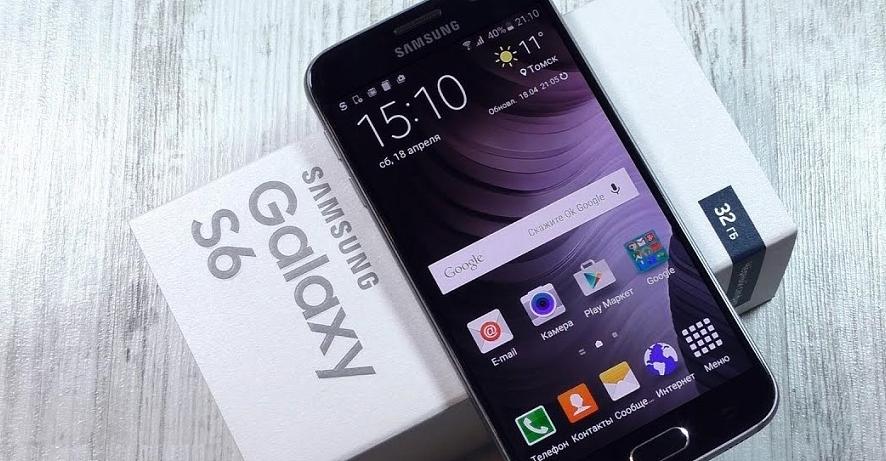 SAMSUNG
40% 21:10
11°
Томск
Обновл. 18.04 21:05
15:10
сб, 18 апреля
Google
Скажите Ok Google
E-mail
Камера
Play Маркет
Google
Телефон
Контакты
Сообще...
Интернет
Меню
SAMSUNG
Galaxy
S6
32 ГБ